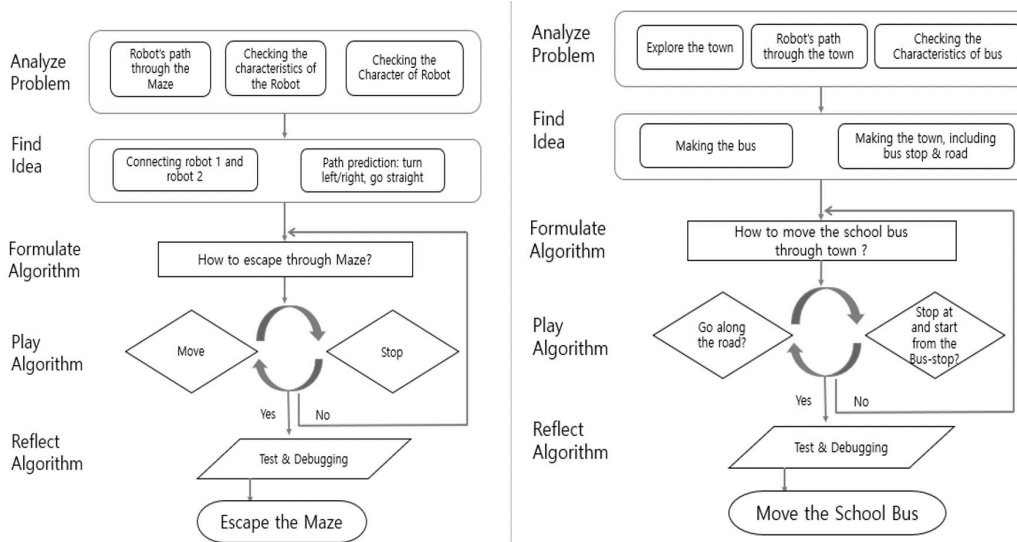 Analyze
Problem
Robot's path
through the
Maze
Checking the
characteristics of
the Robot
Checking the
Character of Robot
Find
Idea
Connecting robot 1 and
robot 2
Path prediction: turn
left/right, go straight
Formulate
Algorithm
How to escape through Maze?
Play
Algorithm
Move
Stop
Yes
No
Reflect
Algorithm
Test & Debugging
Escape the Maze
Analyze
Problem
Explore the town
Robot's path
through the town
Checking the
Characteristics of bus
Find
Idea
Making the bus
Making the town, including
bus stop & road
Formulate
Algorithm
How to move the school bus
through town ?
Play
Algorithm
Go along
the road?
Stop at
and start
from the
Bus-stop?
Yes
No
Reflect
Algorithm
Test & Debugging
Move the School Bus